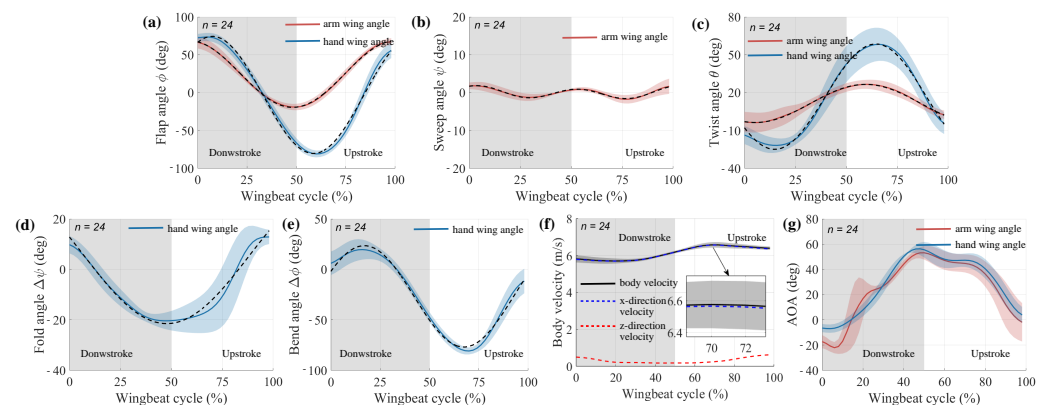 (a)
n = 24
arm wing angle
hand wing angle
Flap angle ϕ (deg)
100
50
0
-50
-100
Donwstroke
Upstroke
0
25
50
75
100
Wingbeat cycle (%)
(b)
n = 24
arm wing angle
Sweep angle ψ (deg)
20
10
0
-10
-20
Donwstroke
Upstroke
0
25
50
75
100
Wingbeat cycle (%)
(c)
n = 24
arm wing angle
hand wing angle
Twist angle θ (deg)
80
50
20
-10
-40
Donwstroke
Upstroke
0
25
50
75
100
Wingbeat cycle (%)
(d)
n = 24
hand wing angle
Fold angle Δψ (deg)
20
0
-20
-40
Donwstroke
Upstroke
0
25
50
75
100
Wingbeat cycle (%)
(e)
n = 24
hand wing angle
Bend angle Δϕ (deg)
50
0
-50
-100
Donwstroke
Upstroke
0
25
50
75
100
Wingbeat cycle (%)
(f)
n = 24
Donwstroke
Upstroke
body velocity
x-direction
velocity
z-direction
velocity
6.6
6.4
70
72
Body velocity (m/s)
8
6
4
2
0
0
20
40
60
80
100
Wingbeat cycle (%)
(g)
n = 24
arm wing angle
hand wing angle
AOA (deg)
80
60
40
20
0
-20
-40
Donwstroke
Upstroke
0
20
40
60
80
100
Wingbeat cycle (%)